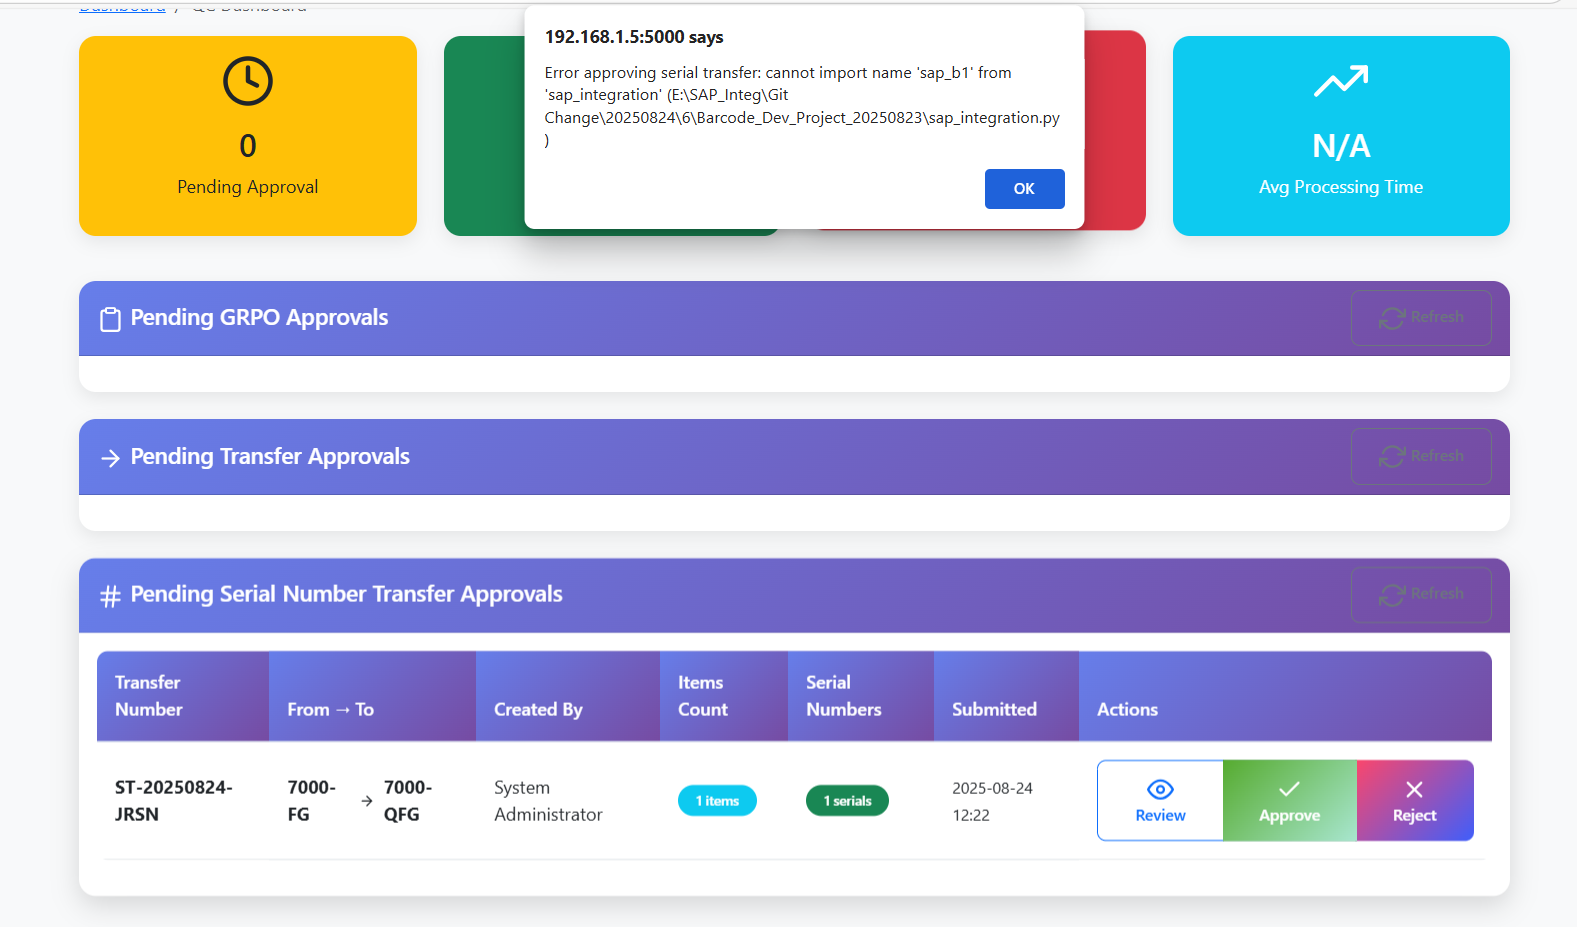 Dashboard / QC Dashboard
192.168.1.5:5000 says
Error approving serial transfer: cannot import name 'sap_b1' from
'sap_integration' (E:\SAP_Integ\Git
Change\20250824\6\Barcode_Dev_Project_20250823\sap_integration.py
)
OK
0
Pending Approval
N/A
Avg Processing Time
Pending GRPO Approvals
Refresh
Pending Transfer Approvals
Refresh
Pending Serial Number Transfer Approvals
Refresh
Transfer
Number
From → To
Created By
Items
Count
Serial
Numbers
Submitted
Actions
ST-20250824-
JRSN
7000-
FG
→
7000-
QFG
System
Administrator
1 items
1 serials
2025-08-24
12:22
Review
Approve
Reject